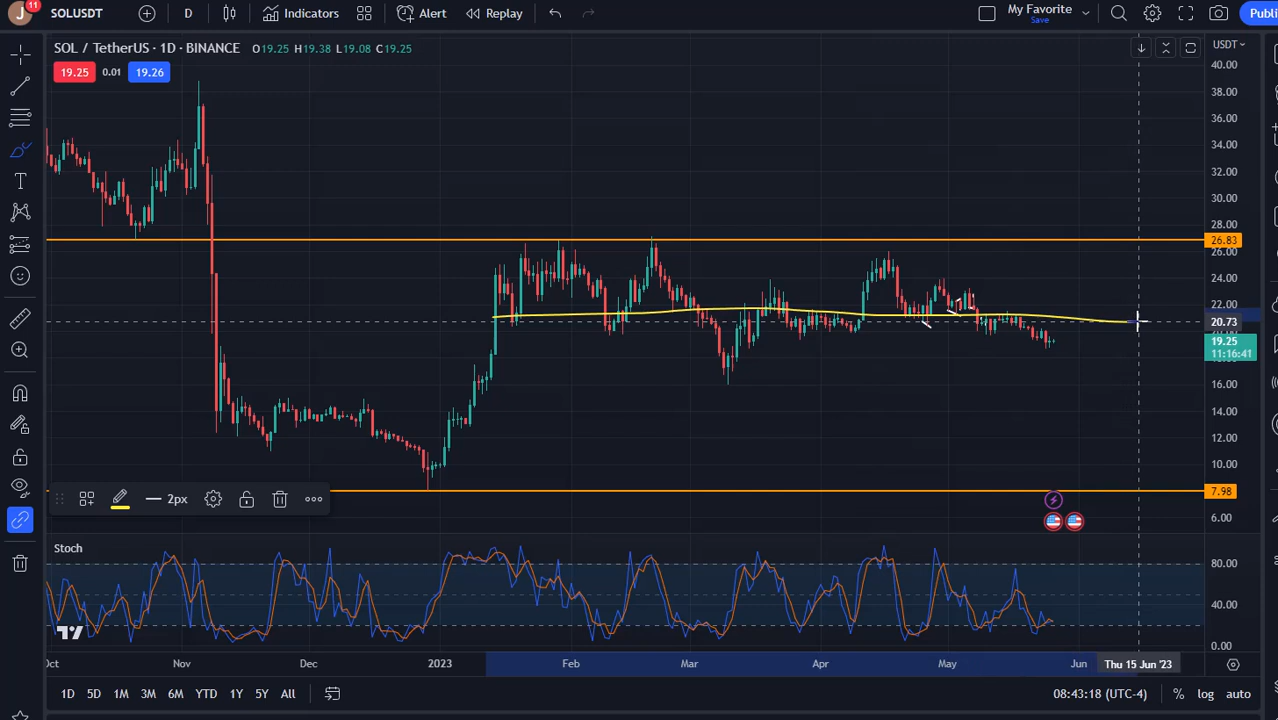 J 11 SOLUSDT D Indicators Alert Replay My Favorite Save Publi
SOL / TetherUS · 1D · BINANCE O19.25 H19.38 L19.08 C19.25
19.25 0.01 19.26
USDT
40.00
38.00
36.00
34.00
32.00
30.00
28.00
26.83
26.00
24.00
22.00
20.73
19.25
11:16:41
16.00
14.00
12.00
10.00
7.98
6.00
2px
Stoch
80.00
40.00
0.00
Oct Nov Dec 2023 Feb Mar Apr May Jun Thu 15 Jun '23
1D 5D 1M 3M 6M YTD 1Y 5Y All 08:43:18 (UTC-4) % log auto